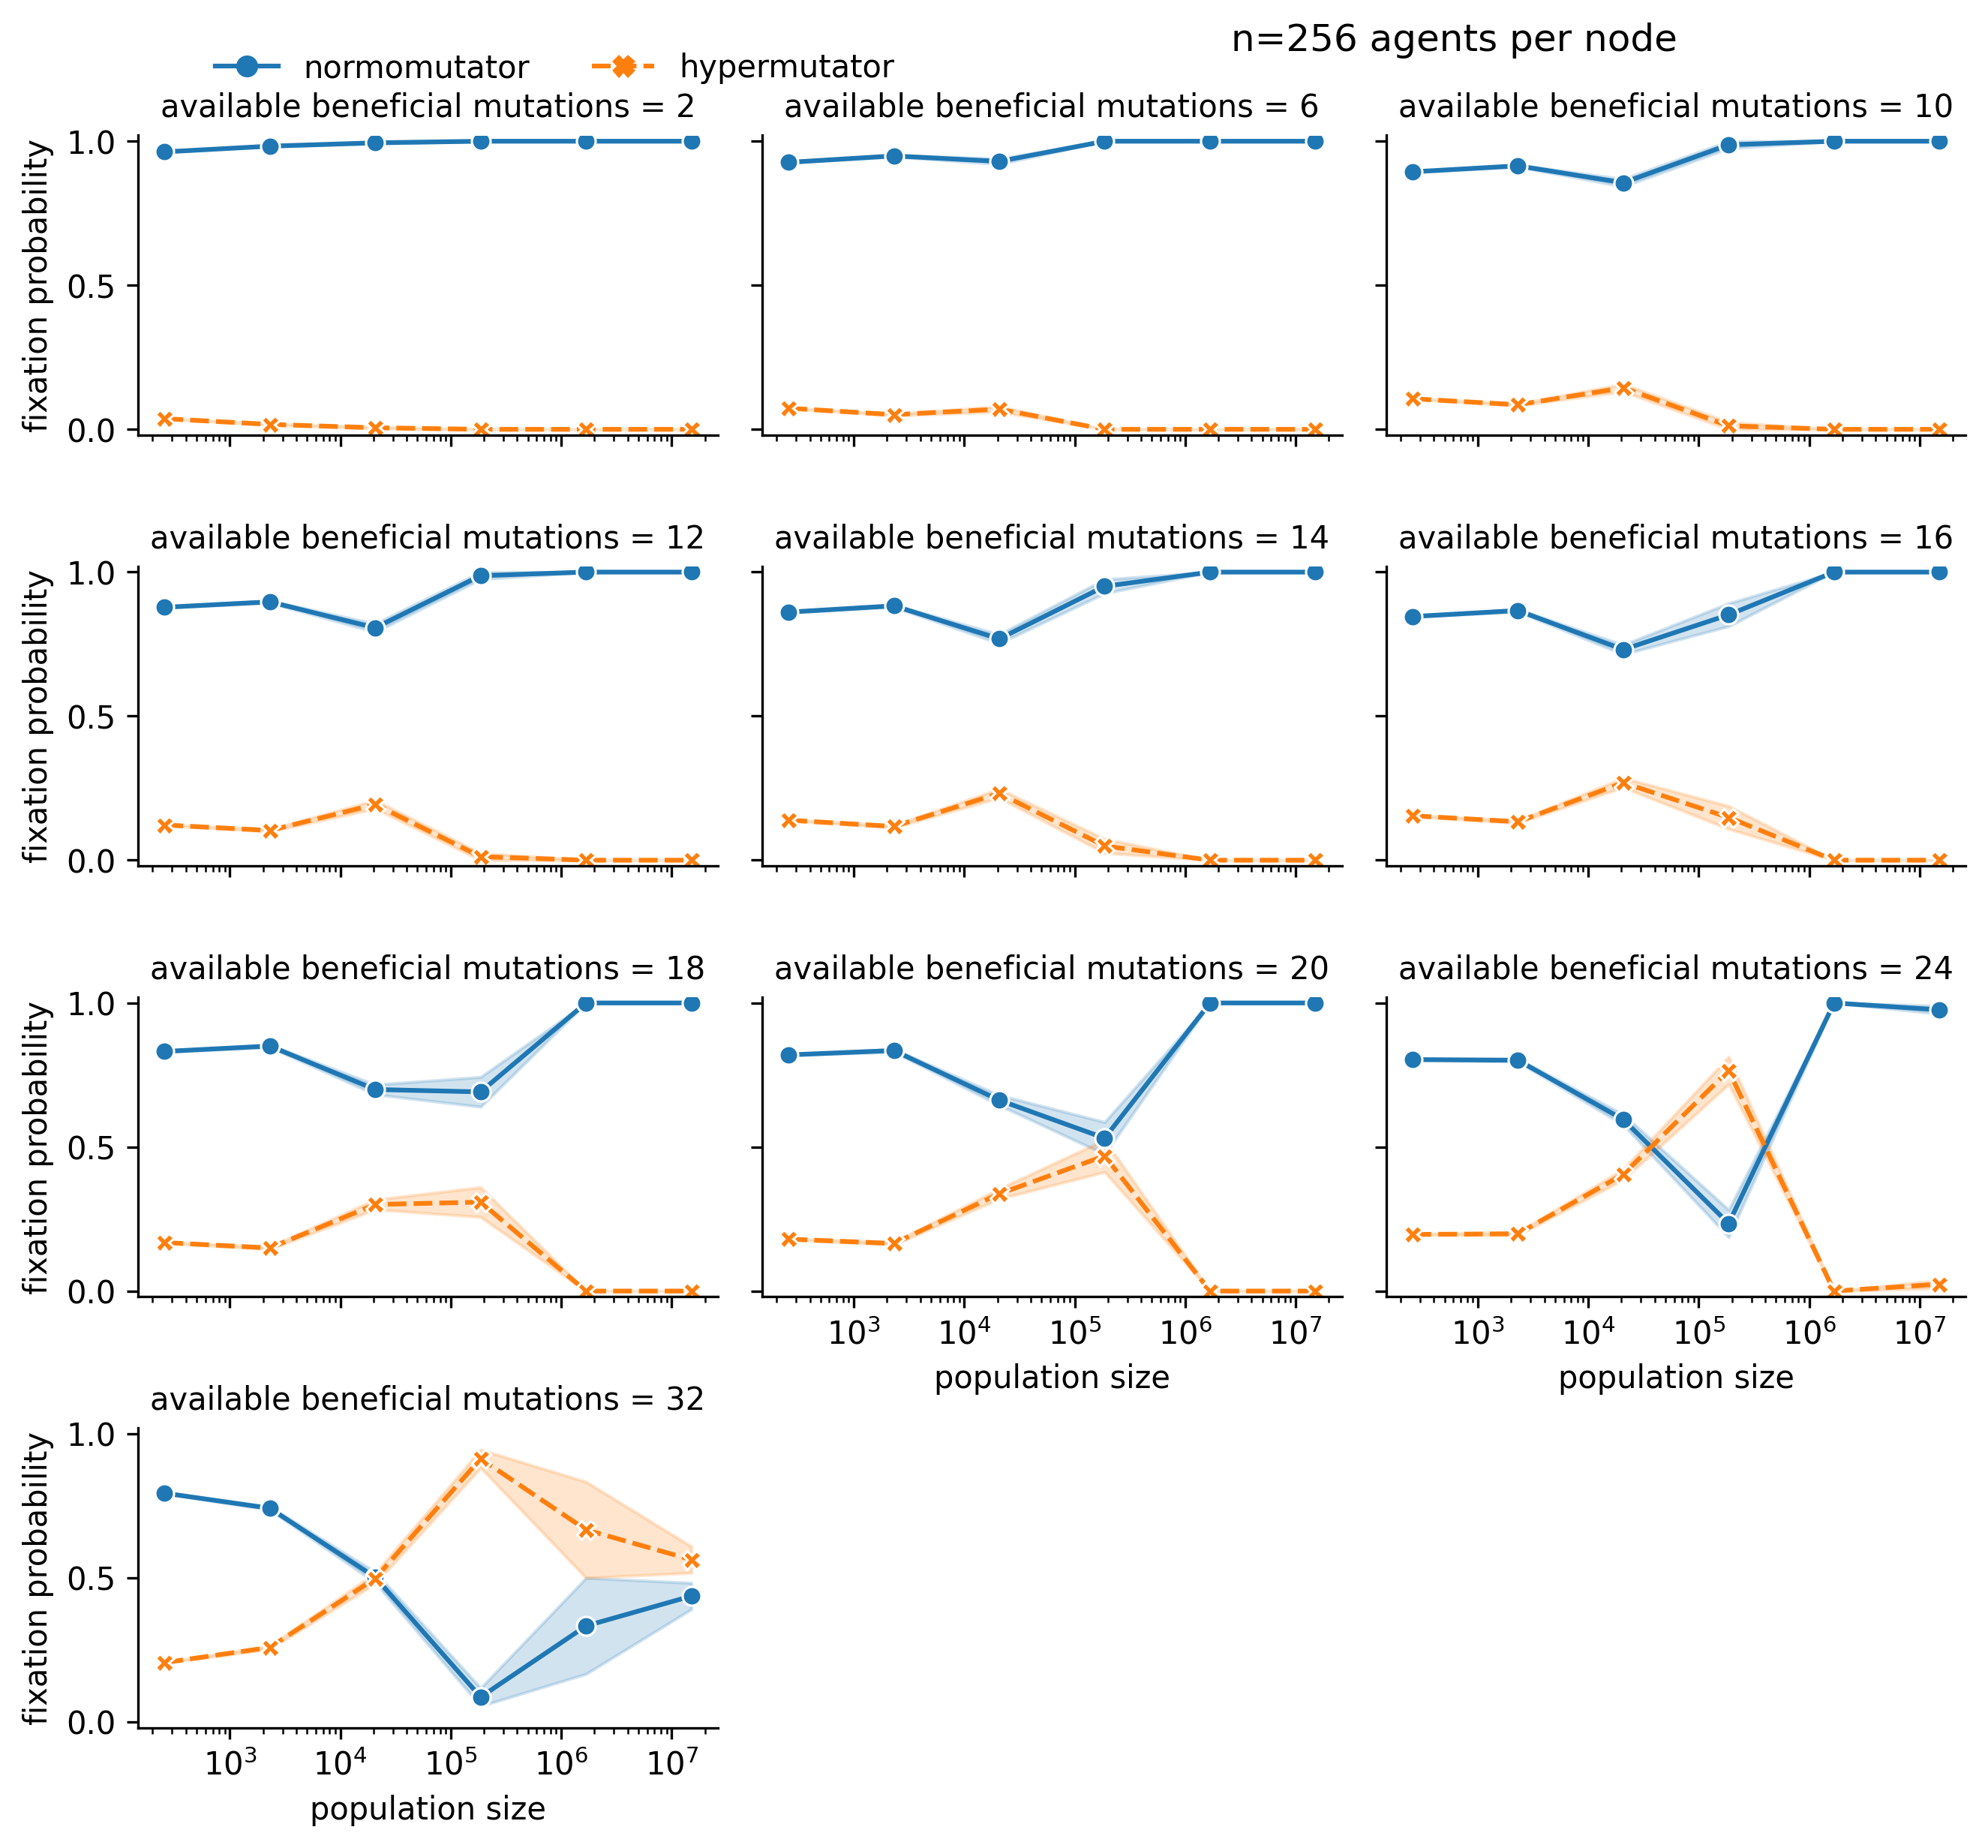 n=256 agents per node
normomutator hypermutator
available beneficial mutations = 2
available beneficial mutations = 6
available beneficial mutations = 10
fixation probability
1.0
0.5
0.0
available beneficial mutations = 12
available beneficial mutations = 14
available beneficial mutations = 16
fixation probability
1.0
0.5
0.0
available beneficial mutations = 18
available beneficial mutations = 20
available beneficial mutations = 24
fixation probability
1.0
0.5
0.0
10³ 10⁴ 10⁵ 10⁶ 10⁷
population size
10³ 10⁴ 10⁵ 10⁶ 10⁷
population size
available beneficial mutations = 32
fixation probability
1.0
0.5
0.0
10³ 10⁴ 10⁵ 10⁶ 10⁷
population size